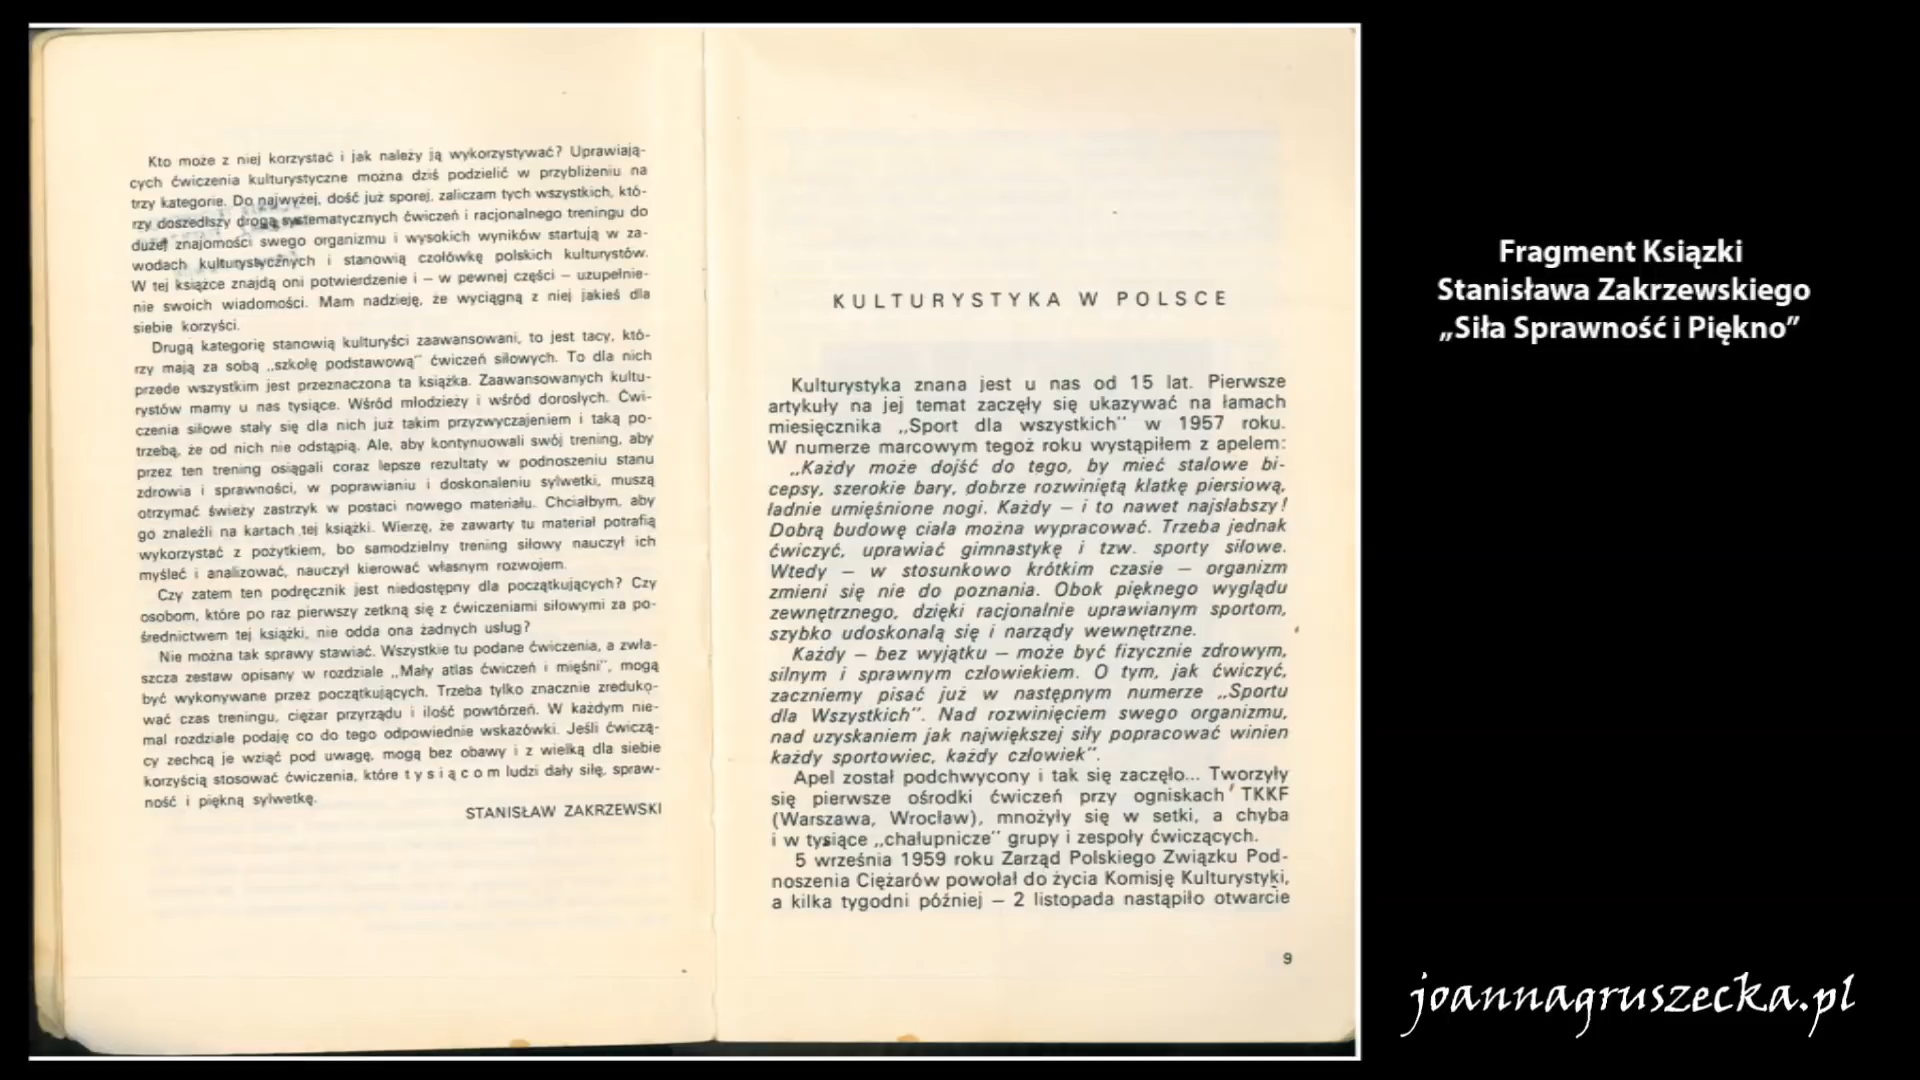 Kto może z niej korzystać i jak należy ją wykorzystywać? Uprawiają-
cych ćwiczenia kulturystyczne można dziś podzielić w przybliżeniu na
trzy kategorie. Do najwyżej, dość już sporej, zaliczam tych wszystkich, któ-
rzy doszedłszy drogą systematycznych ćwiczeń i racjonalnego treningu do
dużej znajomości swego organizmu i wysokich wyników startują w za-
wodach kulturystycznych i stanowią czołówkę polskich kulturystów.
W tej książce znajdą oni potwierdzenie i — w pewnej części — uzupełnie-
nie swoich wiadomości. Mam nadzieję, że wyciągną z niej jakieś dla
siebie korzyści.
Drugą kategorię stanowią kulturyści zaawansowani, to jest tacy, któ-
rzy mają za sobą „szkołę podstawową" ćwiczeń siłowych. To dla nich
przede wszystkim jest przeznaczona ta książka. Zaawansowanych kultu-
rystów mamy u nas tysiące. Wśród młodzieży i wśród dorosłych. Ćwi-
czenia siłowe stały się dla nich już takim przyzwyczajeniem i taką po-
trzebą, że od nich nie odstąpią. Ale, aby kontynuowali swój trening, aby
przez ten trening osiągali coraz lepsze rezultaty w podnoszeniu stanu
zdrowia i sprawności, w poprawianiu i doskonaleniu sylwetki, muszą
otrzymać świeży zastrzyk w postaci nowego materiału. Chciałbym, aby
go znaleźli na kartach tej książki. Wierzę, że zawarty tu materiał potrafią
wykorzystać z pożytkiem, bo samodzielny trening siłowy nauczył ich
myśleć i analizować, nauczył kierować własnym rozwojem.
Czy zatem ten podręcznik jest niedostępny dla początkujących? Czy
osobom, które po raz pierwszy zetkną się z ćwiczeniami siłowymi za po-
średnictwem tej książki, nie odda ona żadnych usług?
Nie można tak sprawy stawiać. Wszystkie tu podane ćwiczenia, a zwła-
szcza zestaw opisany w rozdziale „Mały atlas ćwiczeń i mięśni", mogą
być wykonywane przez początkujących. Trzeba tylko znacznie zreduko-
wać czas treningu, ciężar przyrządu i ilość powtórzeń. W każdym nie-
mal rozdziale podaję co do tego odpowiednie wskazówki. Jeśli ćwiczą-
cy zechcą je wziąć pod uwagę, mogą bez obawy i z wielką dla siebie
korzyścią stosować ćwiczenia, które tysiącom ludzi dały siłę, spraw-
ność i piękną sylwetkę.
STANISŁAW ZAKRZEWSKI
KULTURYSTYKA W POLSCE
Kulturystyka znana jest u nas od 15 lat. Pierwsze
artykuły na jej temat zaczęły się ukazywać na łamach
miesięcznika „Sport dla wszystkich" w 1957 roku.
W numerze marcowym tegoż roku wystąpiłem z apelem:
„Każdy może dojść do tego, by mieć stalowe bi-
cepsy, szerokie bary, dobrze rozwiniętą klatkę piersiową,
ładnie umięśnione nogi. Każdy — i to nawet najsłabszy!
Dobrą budowę ciała można wypracować. Trzeba jednak
ćwiczyć, uprawiać gimnastykę i tzw. sporty siłowe.
Wtedy — w stosunkowo krótkim czasie — organizm
zmieni się nie do poznania. Obok pięknego wyglądu
zewnętrznego, dzięki racjonalnie uprawianym sportom,
szybko udoskonalą się i narządy wewnętrzne.
Każdy — bez wyjątku — może być fizycznie zdrowym,
silnym i sprawnym człowiekiem. O tym, jak ćwiczyć,
zaczniemy pisać już w następnym numerze „Sportu
dla Wszystkich". Nad rozwinięciem swego organizmu,
nad uzyskaniem jak największej siły popracować winien
każdy sportowiec, każdy człowiek".
Apel został podchwycony i tak się zaczęło... Tworzyły
się pierwsze ośrodki ćwiczeń przy ogniskach TKKF
(Warszawa, Wrocław), mnożyły się w setki, a chyba
i w tysiące „chałupnicze" grupy i zespoły ćwiczących.
5 września 1959 roku Zarząd Polskiego Związku Pod-
noszenia Ciężarów powołał do życia Komisję Kulturystyki,
a kilka tygodni później — 2 listopada nastąpiło otwarcie
9
Fragment Książki
Stanisława Zakrzewskiego
„Siła Sprawność i Piękno"
joannagruszecka.pl